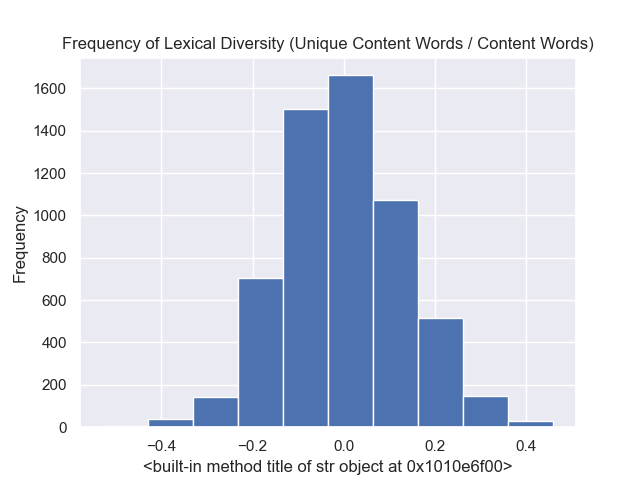 Frequency of Lexical Diversity (Unique Content Words / Content Words)
1600
1400
1200
1000
800
600
400
200
0
Frequency
−0.4 −0.2 0.0 0.2 0.4
<built-in method title of str object at 0x1010e6f00>